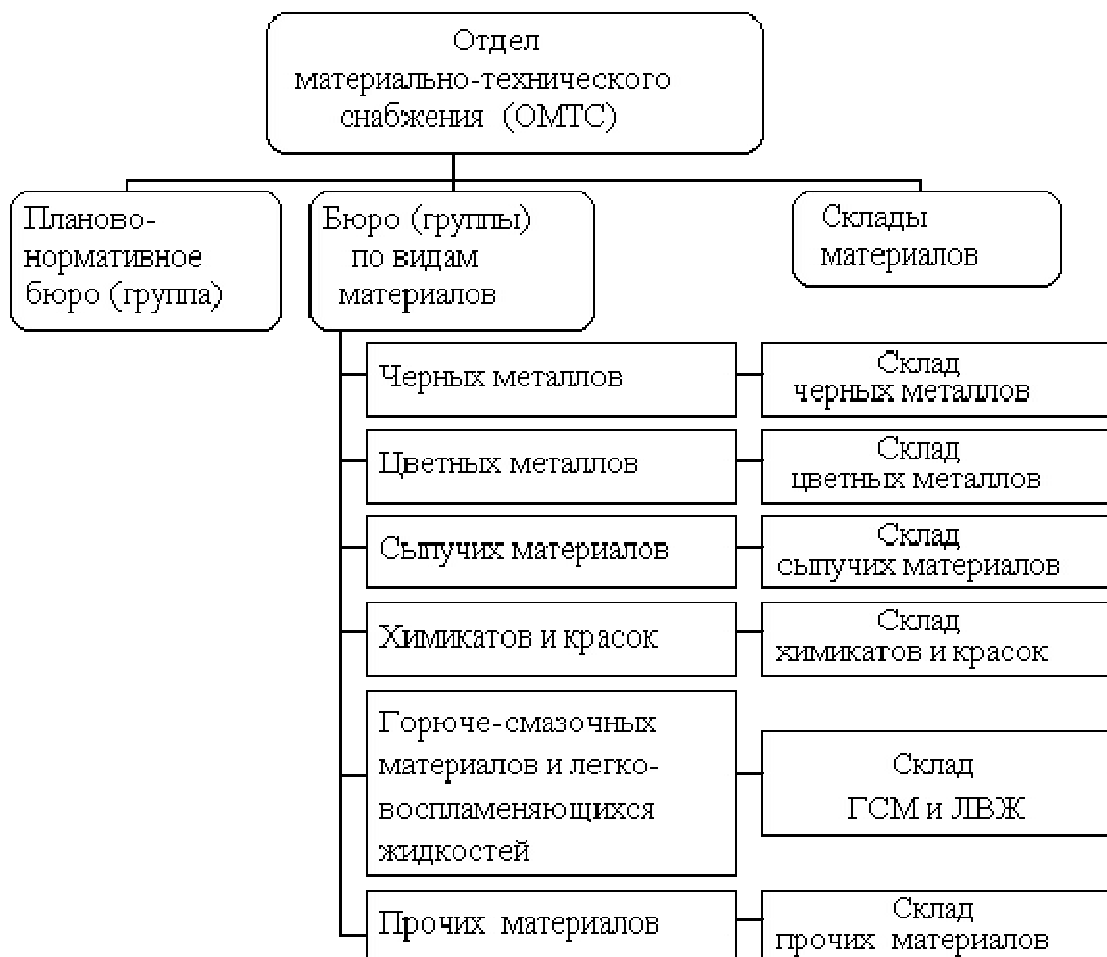 Отдел
материально-технического
снабжения (ОМТС)
Планово-
нормативное
бюро (группа)
Бюро (группы)
по видам
материалов
Склады
материалов
Черных металлов
Склад
черных металлов
Цветных металлов
Склад
цветных металлов
Сыпучих материалов
Склад
сыпучих материалов
Химикатов и красок
Склад
химикатов и красок
Горюче-смазочных
материалов и легко-
воспламеняющихся
жидкостей
Склад
ГСМ и ЛВЖ
Прочих материалов
Склад
прочих материалов